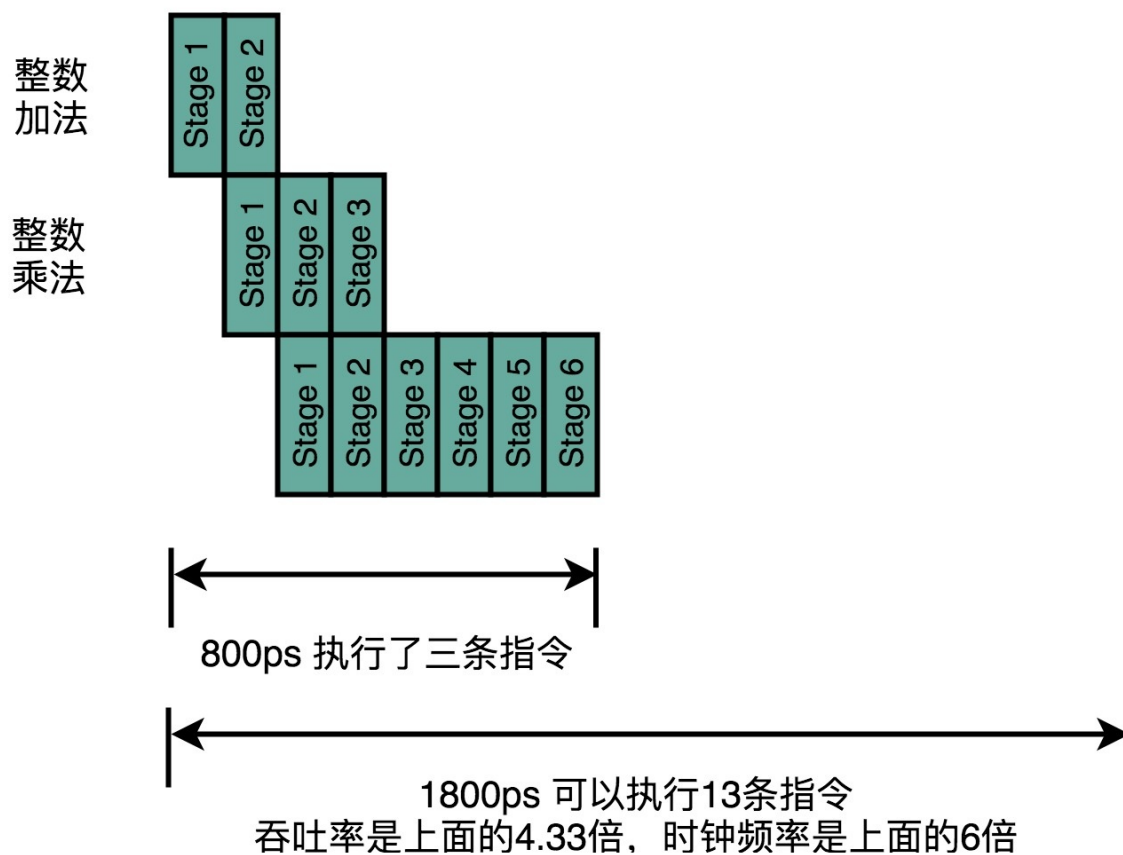 整数
加法
Stage 1
Stage 2
整数
乘法
Stage 1
Stage 2
Stage 3
Stage 1
Stage 2
Stage 3
Stage 4
Stage 5
Stage 6
800ps 执行了三条指令
1800ps 可以执行13条指令
吞吐率是上面的4.33倍，时钟频率是上面的6倍